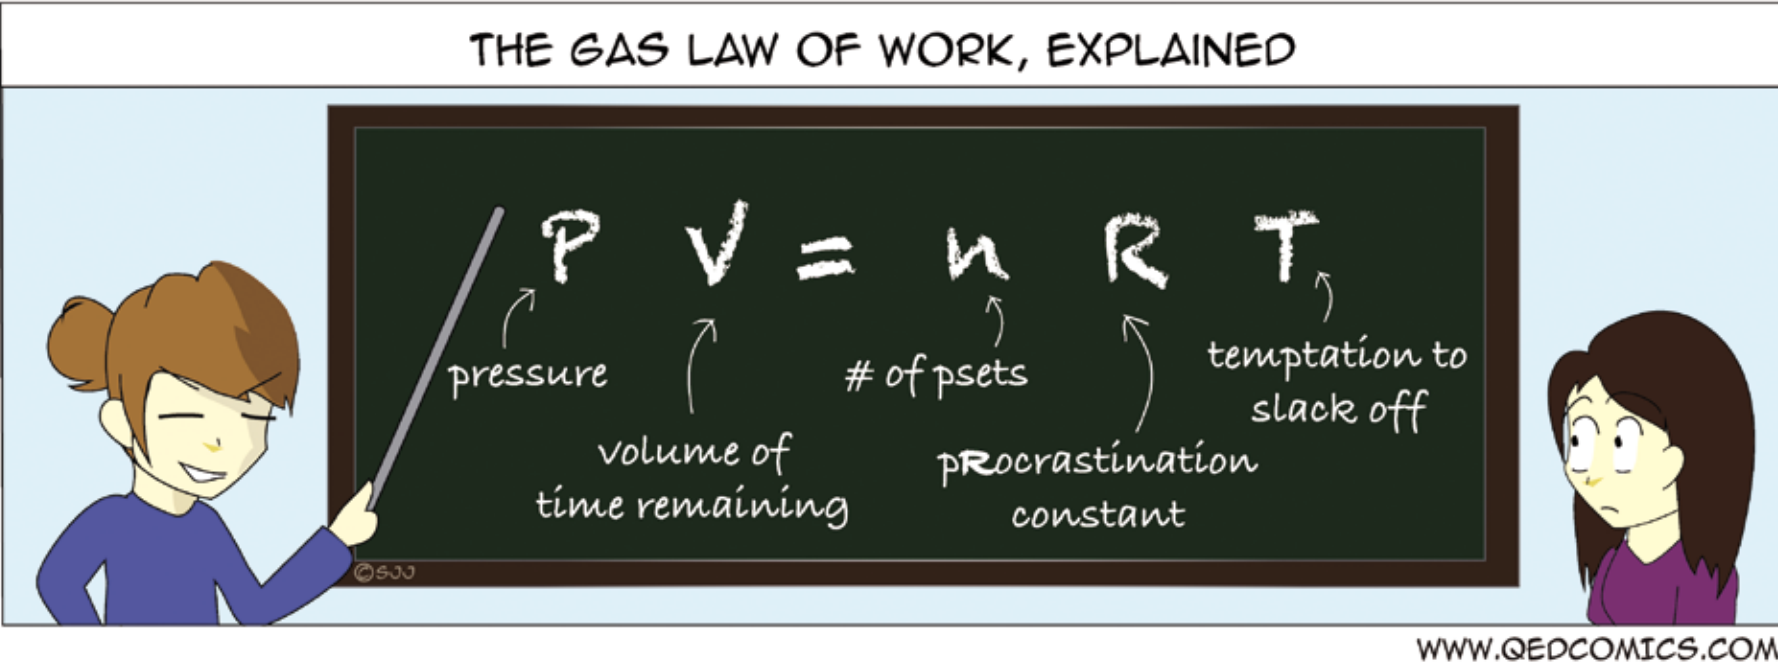 THE GAS LAW OF WORK, EXPLAINED
P V = n R T
pressure
volume of
time remaining
# of psets
pRocrastination
constant
temptation to
slack off
©SJJ
WWW.QEDCOMICS.COM